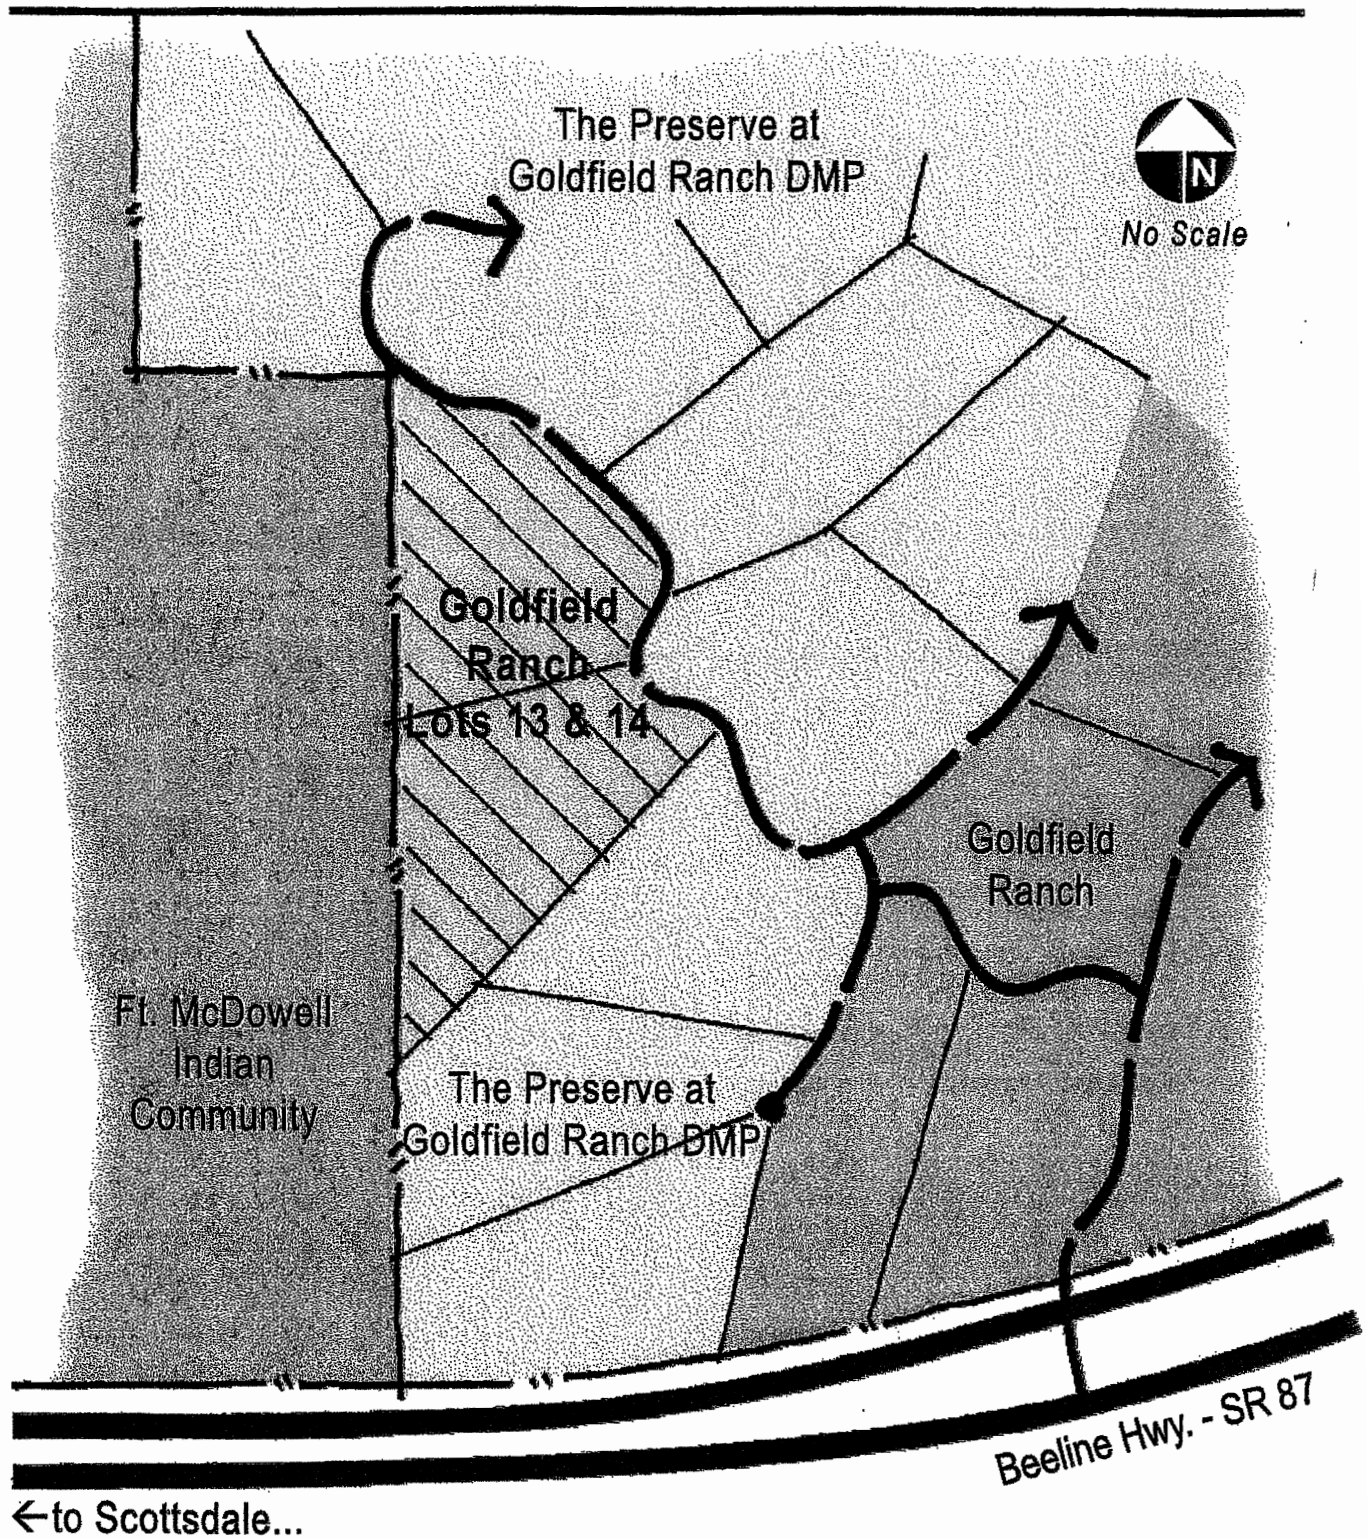 The Preserve at
Goldfield Ranch DMP
N
No Scale
Goldfield
Ranch
Lots 13 & 14
Goldfield
Ranch
Ft. McDowell
Indian
Community
The Preserve at
Goldfield Ranch DMP
Beeline Hwy. - SR 87
←to Scottsdale...